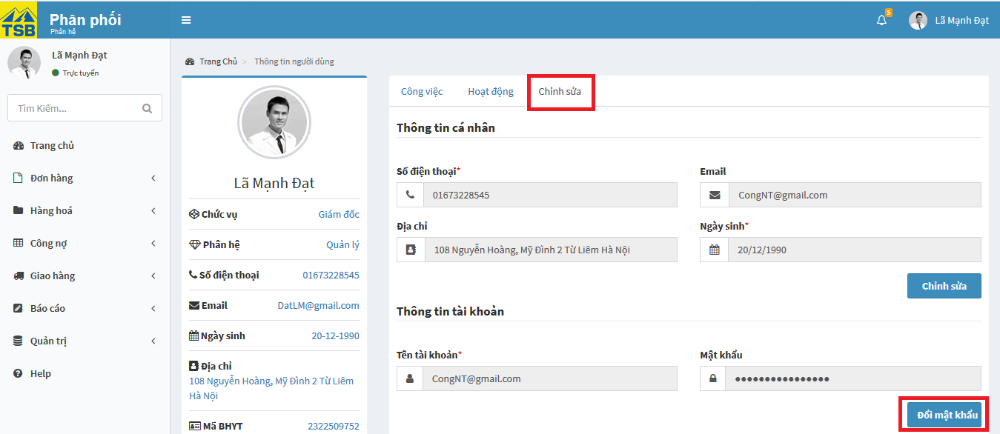 TSB
Phân phối
Phân hệ
5
Lã Mạnh Đạt
Lã Mạnh Đạt
Trực tuyến
Tìm Kiếm...
Trang chủ
Đơn hàng
Hàng hoá
Công nợ
Giao hàng
Báo cáo
Quản trị
Help
Trang Chủ > Thông tin người dùng
Lã Mạnh Đạt
Chức vụ Giám đốc
Phân hệ Quản lý
Số điện thoại 01673228545
Email DatLM@gmail.com
Ngày sinh 20-12-1990
Địa chỉ
108 Nguyễn Hoàng, Mỹ Đình 2 Từ Liêm
Hà Nội
Mã BHYT 2322509752
Công việc Hoạt động Chỉnh sửa
Thông tin cá nhân
Số điện thoại* Email
01673228545 CongNT@gmail.com
Địa chỉ Ngày sinh*
108 Nguyễn Hoàng, Mỹ Đình 2 Từ Liêm Hà Nội 20/12/1990
Chỉnh sửa
Thông tin tài khoản
Tên tài khoản* Mật khẩu
CongNT@gmail.com ••••••••••••••••
Đổi mật khẩu